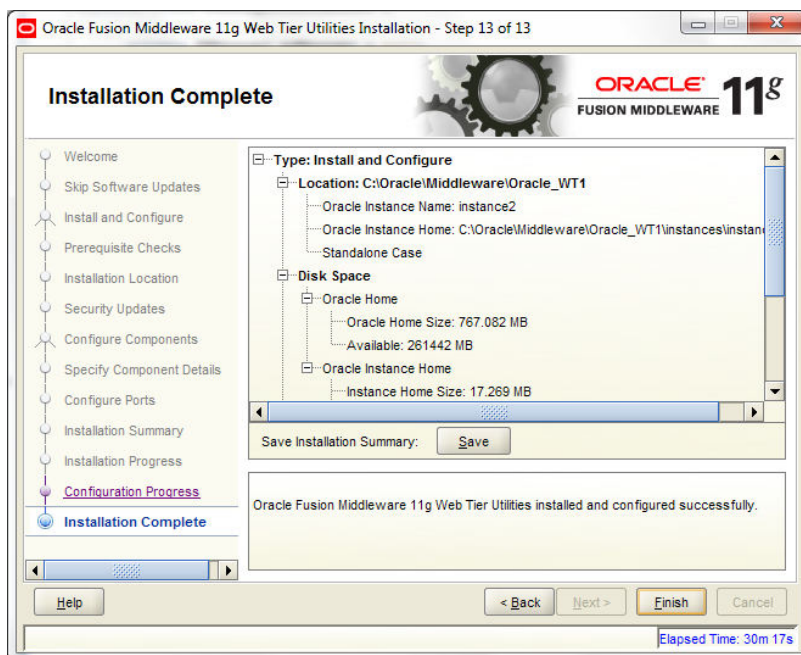 Oracle Fusion Middleware 11g Web Tier Utilities Installation - Step 13 of 13
Installation Complete
ORACLE
FUSION MIDDLEWARE 11g
Welcome
Skip Software Updates
Install and Configure
Prerequisite Checks
Installation Location
Security Updates
Configure Components
Specify Component Details
Configure Ports
Installation Summary
Installation Progress
Configuration Progress
Installation Complete
Type: Install and Configure
Location: C:\Oracle\Middleware\Oracle_WT1
Oracle Instance Name: instance2
Oracle Instance Home: C:\Oracle\Middleware\Oracle_WT1\instances\instan
Standalone Case
Disk Space
Oracle Home
Oracle Home Size: 767.082 MB
Available: 261442 MB
Oracle Instance Home
Instance Home Size: 17.269 MB
Save Installation Summary: Save
Oracle Fusion Middleware 11g Web Tier Utilities installed and configured successfully.
Help < Back Next > Finish Cancel
Elapsed Time: 30m 17s